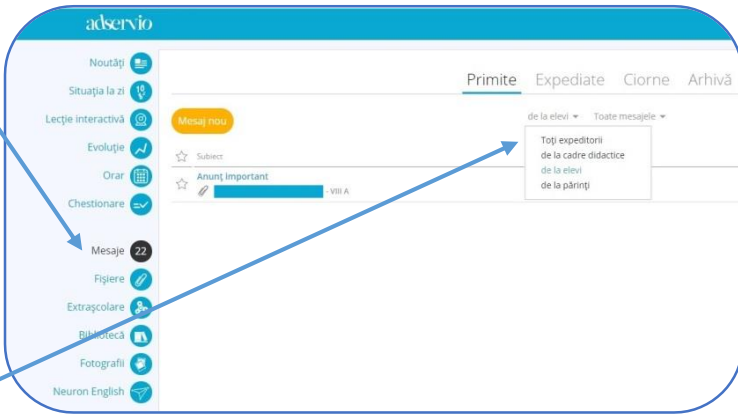 adservio
Noutăți
Situația la zi
10
Lecție interactivă
Evoluție
Orar
Chestionare
Mesaje 22
Fișiere
Extrașcolare
Bibliotecă
Fotografii
Neuron English
Primite Expediate Ciorne Arhivă
Mesaj nou
de la elevi Toate mesajele
Toți expeditorii
de la cadre didactice
de la elevi
de la părinți
Subiect
Anunț important
- VIII A